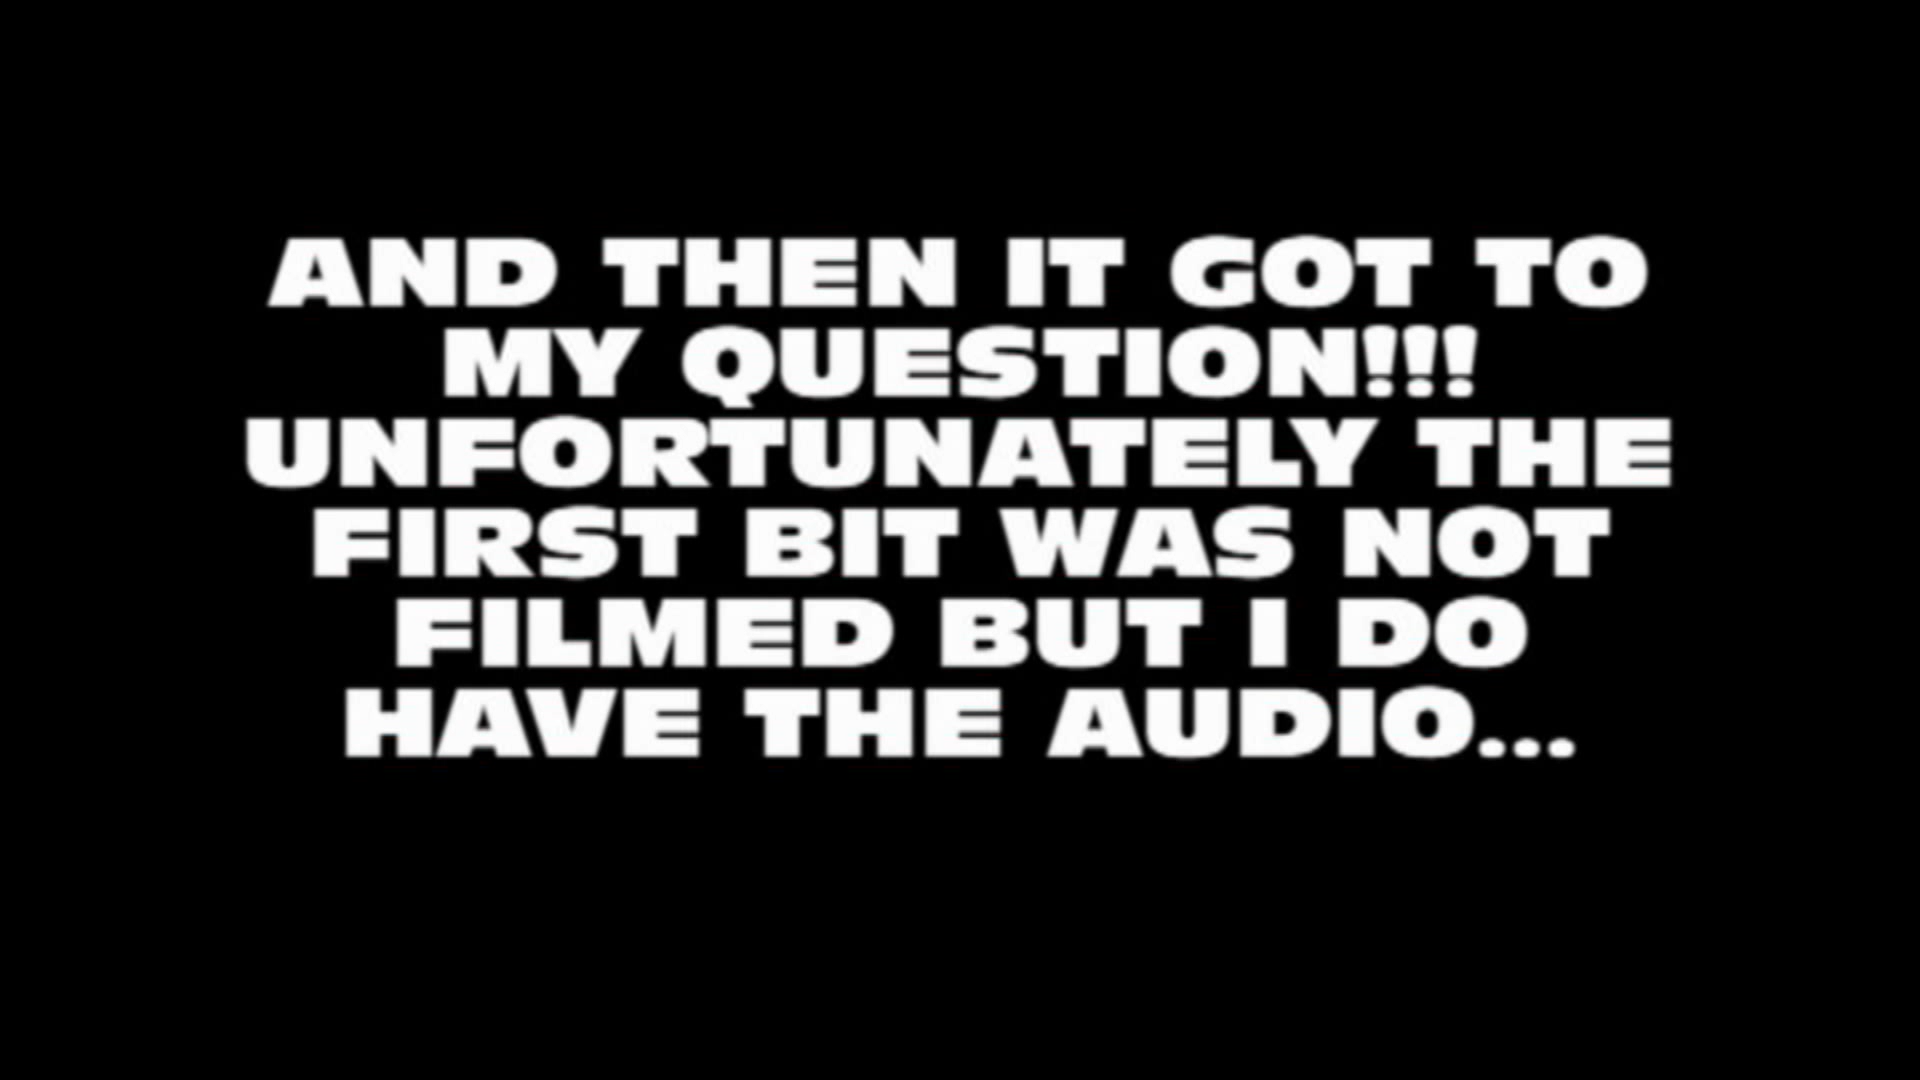 AND THEN IT GOT TO
MY QUESTION!!!
UNFORTUNATELY THE
FIRST BIT WAS NOT
FILMED BUT I DO
HAVE THE AUDIO...